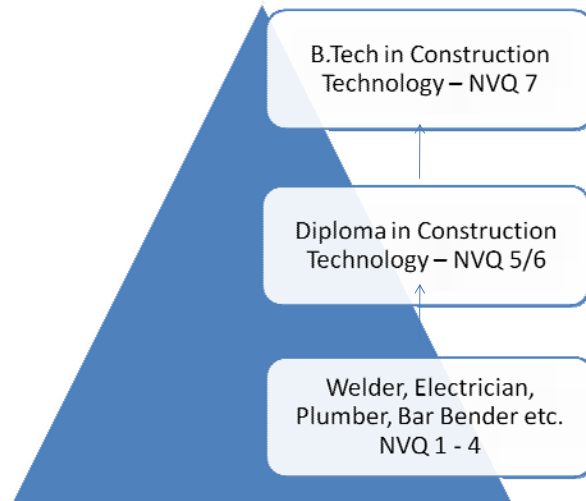 B.Tech in Construction
Technology – NVQ 7
Diploma in Construction
Technology – NVQ 5/6
Welder, Electrician,
Plumber, Bar Bender etc.
NVQ 1 - 4